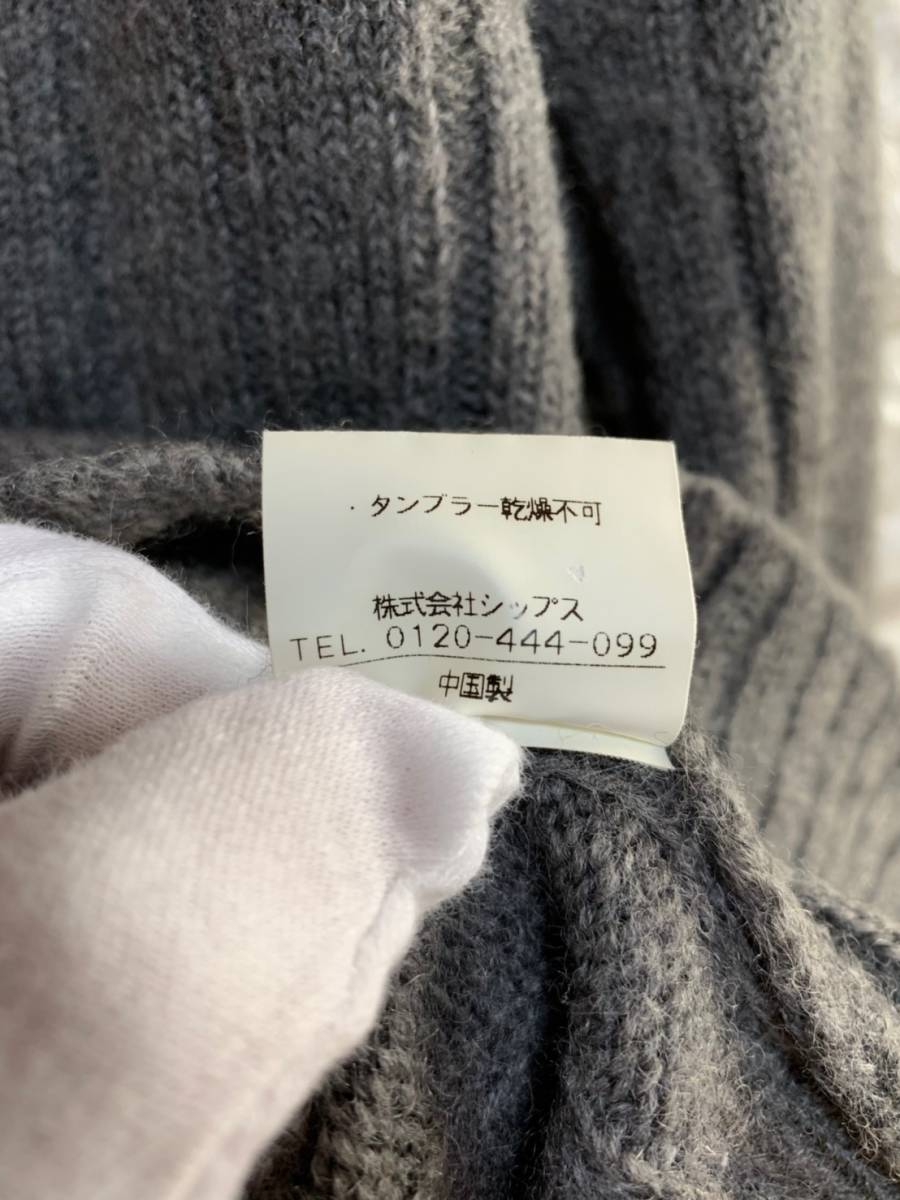 ・タンブラー乾燥不可
株式会社シップス
TEL. 0120-444-099
中国製